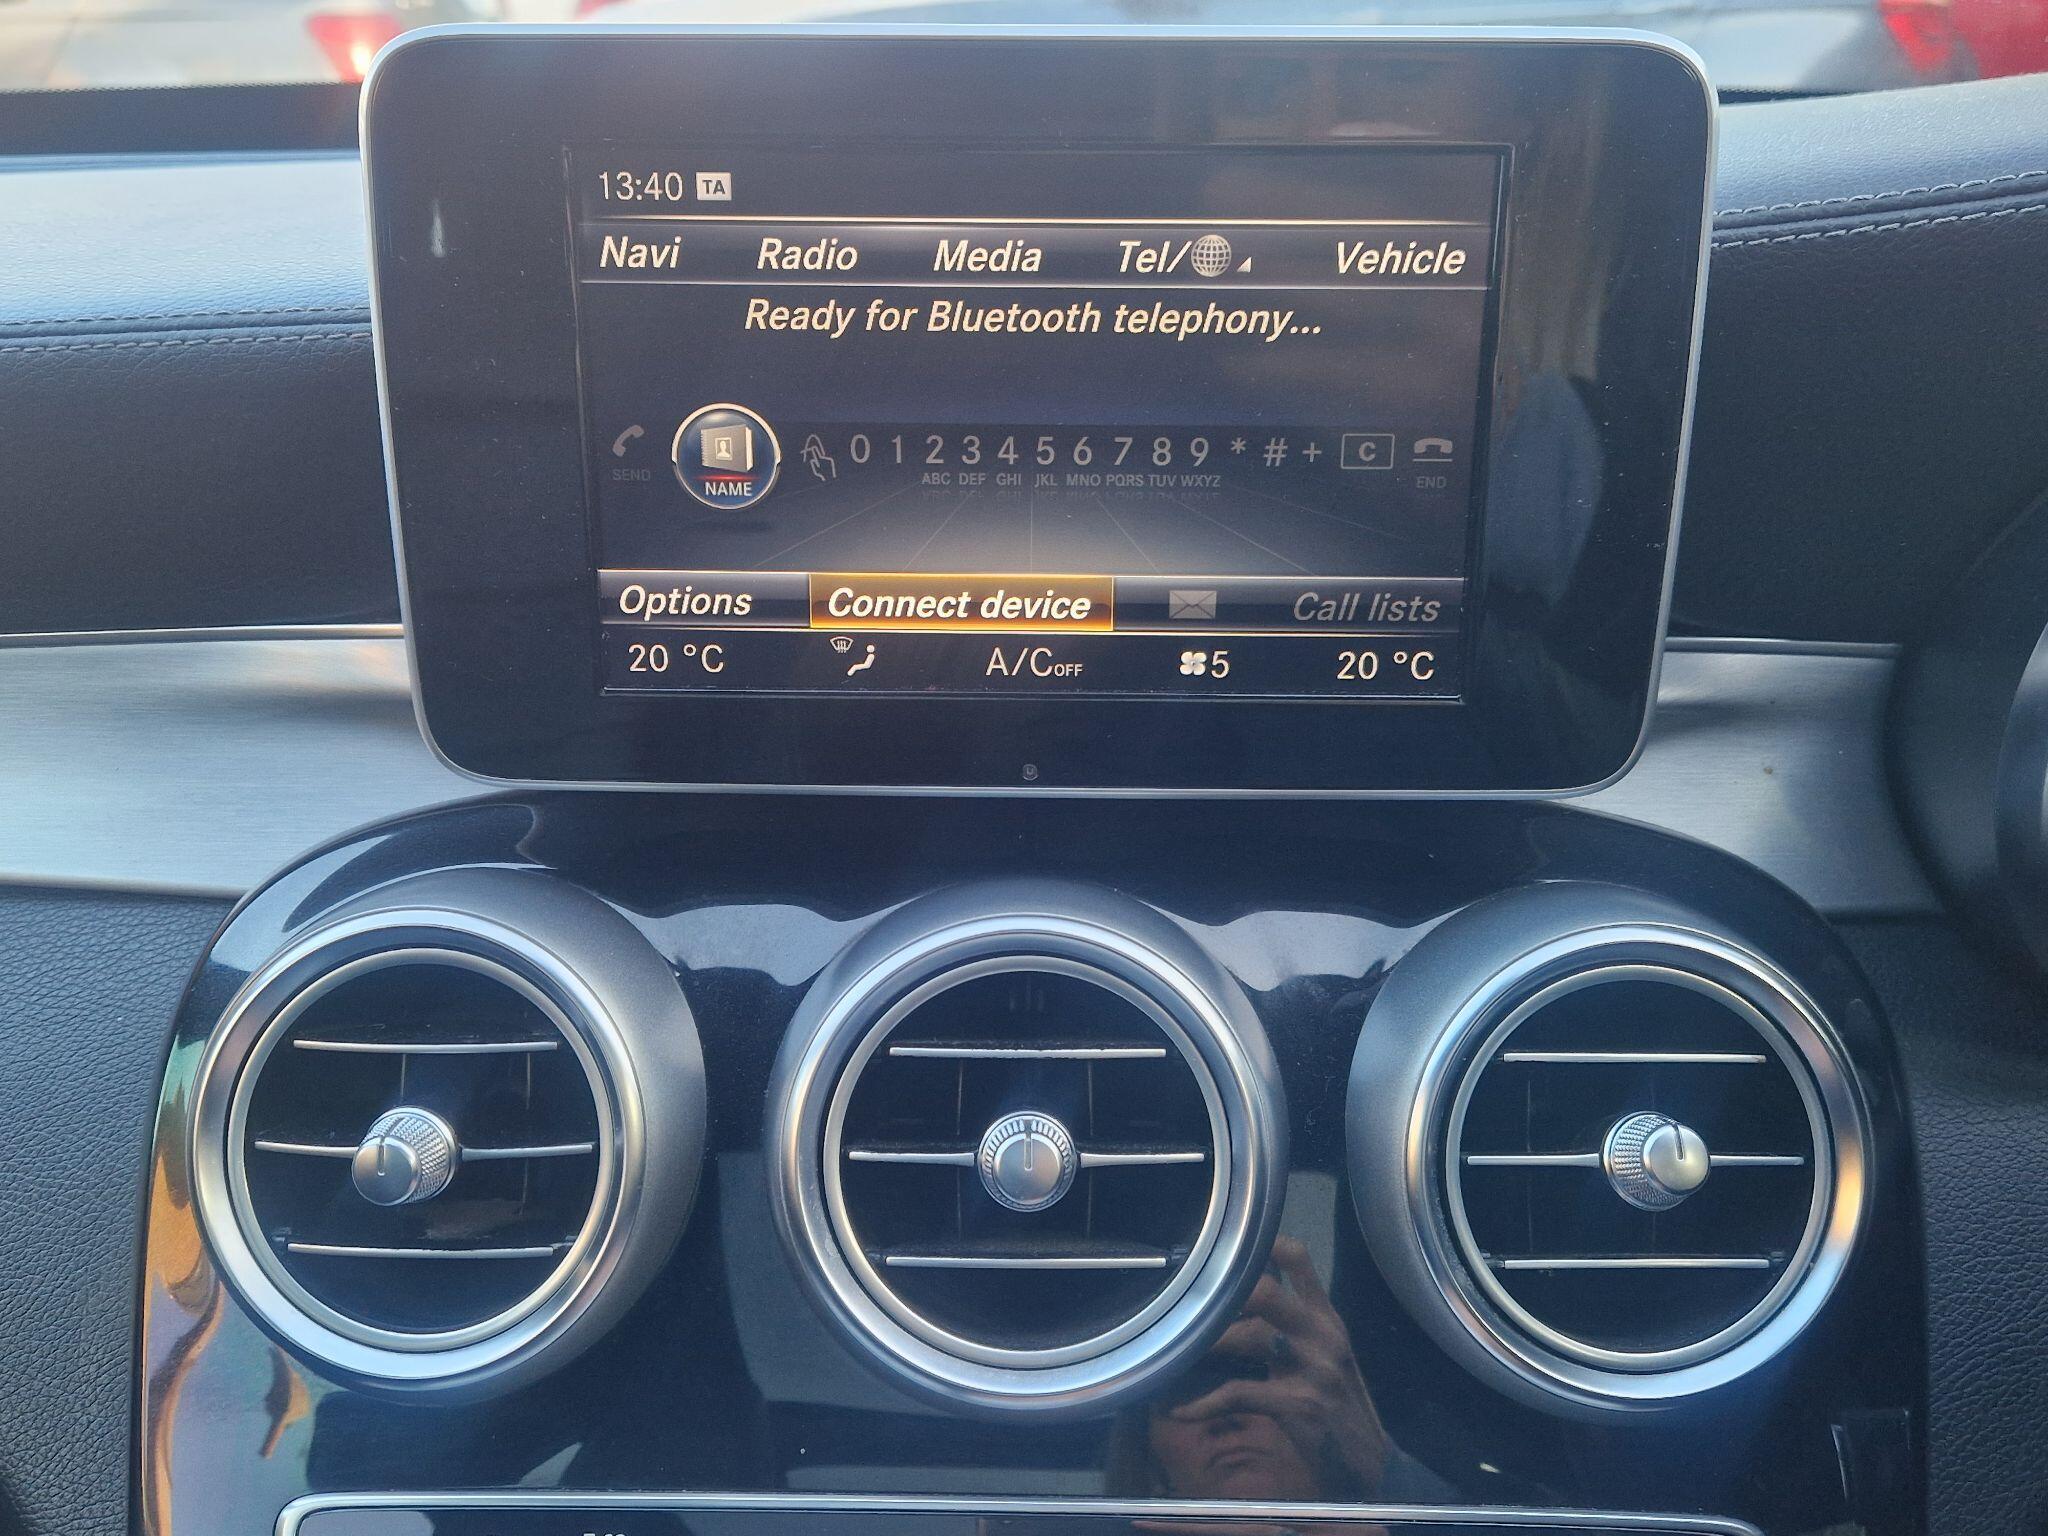 13:40 TA
Navi Radio Media Tel/ Vehicle
Ready for Bluetooth telephony...
0 1 2 3 4 5 6 7 8 9 * # + C
SEND NAME ABC DEF GHI JKL MNO PQRS TUV WXYZ END
Options Connect device Call lists
20 °C A/C OFF 5 20 °C